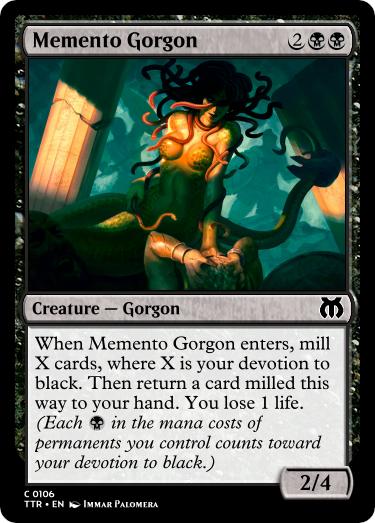 Memento Gorgon 2
Creature — Gorgon
When Memento Gorgon enters, mill
X cards, where X is your devotion to
black. Then return a card milled this
way to your hand. You lose 1 life.
(Each in the mana costs of
permanents you control counts toward
your devotion to black.)
2/4
C 0106
TTR • EN Immar Palomera